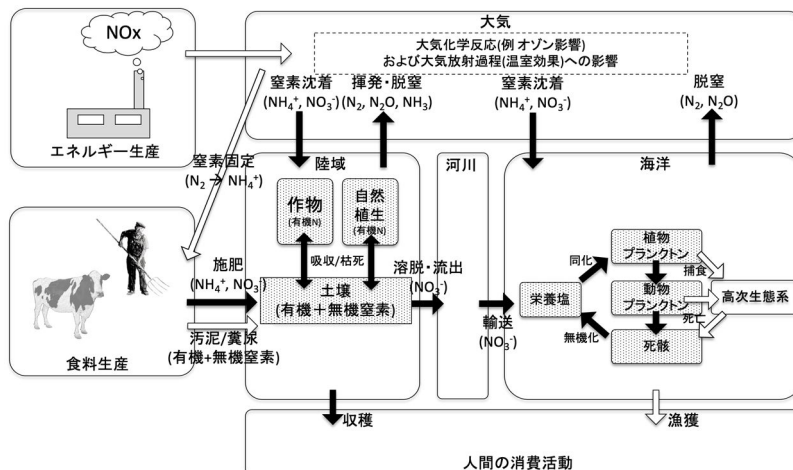 NOx
エネルギー生産
大気
大気化学反応(例 オゾン影響)
および大気放射過程(温室効果)への影響
窒素沈着
(NH₄⁺, NO₃⁻)
揮発・脱窒
(N₂, N₂O, NH₃)
窒素沈着
(NH₄⁺, NO₃⁻)
脱窒
(N₂, N₂O)
窒素固定
(N₂ → NH₄⁺)
陸域
河川
海洋
作物
(有機N)
自然
植生
(有機N)
吸収/枯死
施肥
(NH₄⁺, NO₃⁻)
土壌
(有機＋無機窒素)
汚泥/糞尿
(有機+無機窒素)
食料生産
溶脱・流出
(NO₃⁻)
輸送
(NO₃⁻)
栄養塩
同化
無機化
植物
プランクトン
捕食
動物
プランクトン
高次生態系
死亡
死骸
収穫
漁獲
人間の消費活動